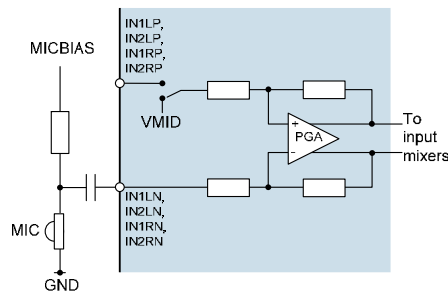 IN1LP,
IN2LP,
IN1RP,
IN2RP
MICBIAS
VMID
+
PGA
-
To
input
mixers
IN1LN,
IN2LN,
IN1RN,
IN2RN
MIC
GND